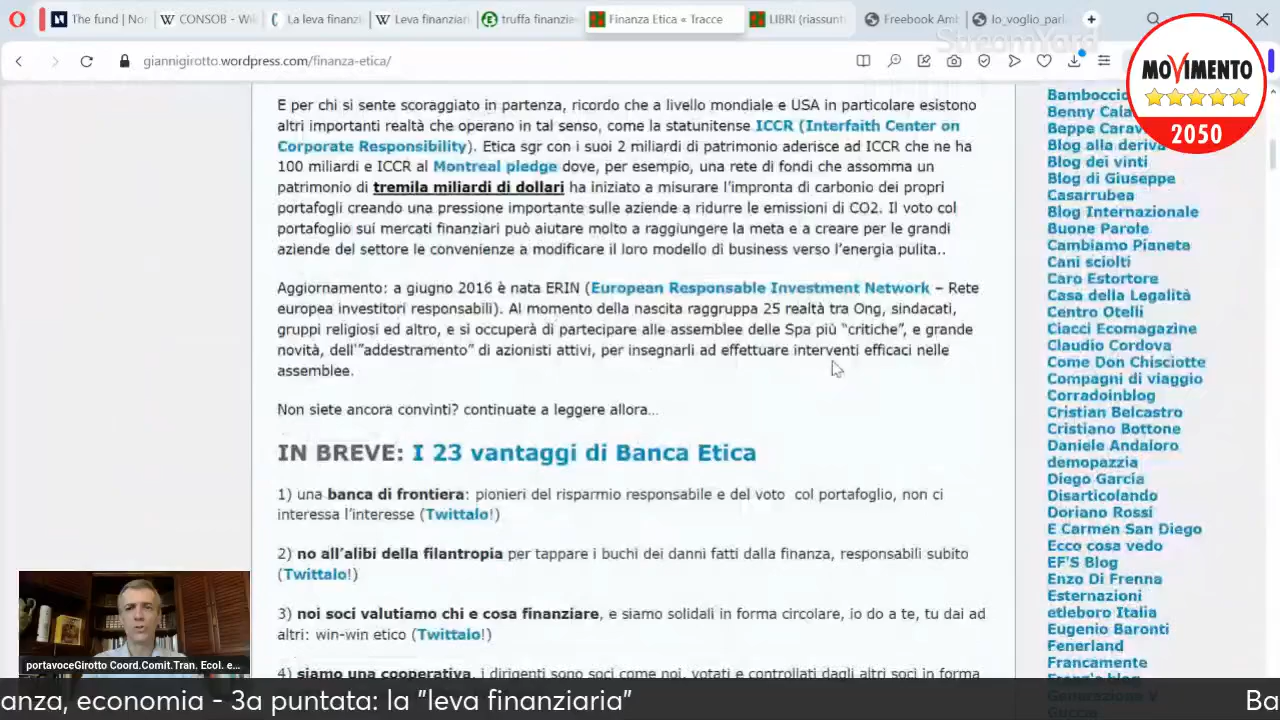 The fund | Nor
CONSOB - Wi
La leva finanzi
Leva finanziar
truffa finanzie
Finanza Etica « Tracce
LIBRI (riassunt
Freebook Amb
Io_voglio_parl
StreamYard
giannigirotto.wordpress.com/finanza-etica/
MOVIMENTO
2050
E per chi si sente scoraggiato in partenza, ricordo che a livello mondiale e USA in particolare esistono
altri importanti realtà che operano in tal senso, come la statunitense ICCR (Interfaith Center on
Corporate Responsibility). Etica sgr con i suoi 2 miliardi di patrimonio aderisce ad ICCR che ne ha
100 miliardi e ICCR al Montreal pledge dove, per esempio, una rete di fondi che assomma un
patrimonio di tremila miliardi di dollari ha iniziato a misurare l'impronta di carbonio dei propri
portafogli creando una pressione importante sulle aziende a ridurre le emissioni di CO2. Il voto col
portafoglio sui mercati finanziari può aiutare molto a raggiungere la meta e a creare per le grandi
aziende del settore le convenienze a modificare il loro modello di business verso l'energia pulita..
Aggiornamento: a giugno 2016 è nata ERIN (European Responsable Investment Network – Rete
europea investitori responsabili). Al momento della nascita raggruppa 25 realtà tra Ong, sindacati,
gruppi religiosi ed altro, e si occuperà di partecipare alle assemblee delle Spa più "critiche", e grande
novità, dell'"addestramento" di azionisti attivi, per insegnarli ad effettuare interventi efficaci nelle
assemblee.
Non siete ancora convinti? continuate a leggere allora…
IN BREVE: I 23 vantaggi di Banca Etica
1) una banca di frontiera: pionieri del risparmio responsabile e del voto col portafoglio, non ci
interessa l'interesse (Twittalo!)
2) no all'alibi della filantropia per tappare i buchi dei danni fatti dalla finanza, responsabili subito
(Twittalo!)
3) noi socievalutiamo chi e cosa finanziare, e siamo solidali in forma circolare, io do a te, tu dai ad
altri: win-win etico (Twittalo!)
4) siamo una cooperativa, i dirigenti sono soci come noi, votati e controllati dagli altri soci in forma
Bamboccio
Benny Cala
Beppe Carav
Blog alla deriva
Blog dei vinti
Blog di Giuseppe
Casarrubea
Blog Internazionale
Buone Parole
Cambiamo Pianeta
Cani sciolti
Caro Estortore
Casa della Legalità
Centro Otelli
Ciacci Ecomagazine
Claudio Cordova
Come Don Chisciotte
Compagni di viaggio
Corradoinblog
Cristian Belcastro
Cristiano Bottone
Daniele Andaloro
demopazzia
Diego García
Disarticolando
Doriano Rossi
E Carmen San Diego
Ecco cosa vedo
EF'S Blog
Enzo Di Frenna
Esternazioni
etleboro Italia
Eugenio Baronti
Fenerland
Francamente
Franz's blog
Generazione V
Guccia
portavoceGirotto Coord.Comit.Tran. Ecol. e...
anza, economia - 3a puntata: la "leva finanziaria"
Ba